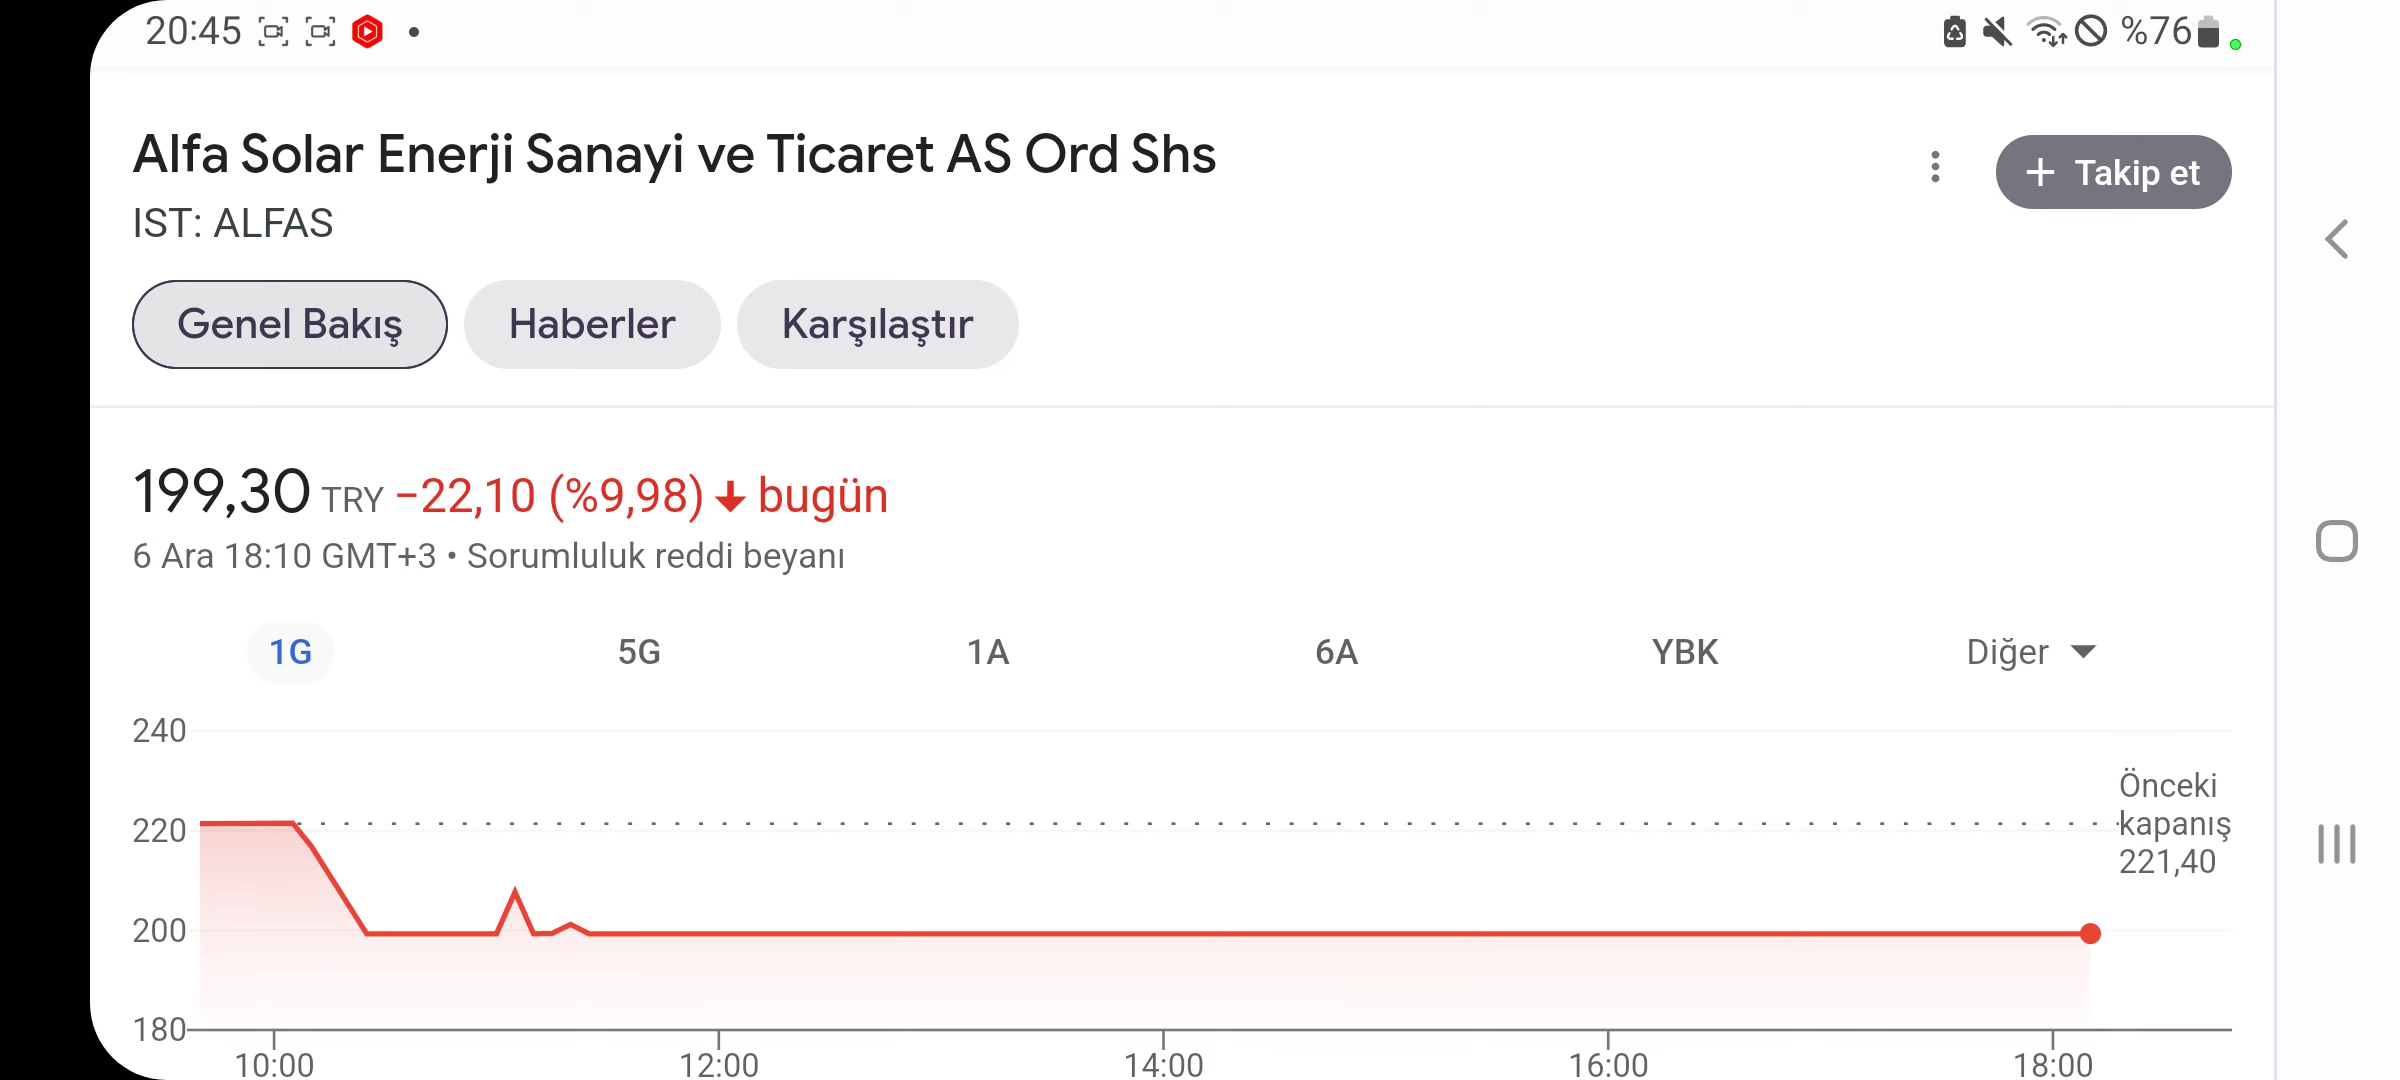 20:45 %76
Alfa Solar Enerji Sanayi ve Ticaret AS Ord Shs
+ Takip et
IST: ALFAS
Genel Bakış Haberler Karşılaştır
199,30 TRY −22,10 (%9,98) ↓ bugün
6 Ara 18:10 GMT+3 • Sorumluluk reddi beyanı
1G 5G 1A 6A YBK Diğer
240
220
200
180
Önceki
kapanış
221,40
10:00 12:00 14:00 16:00 18:00